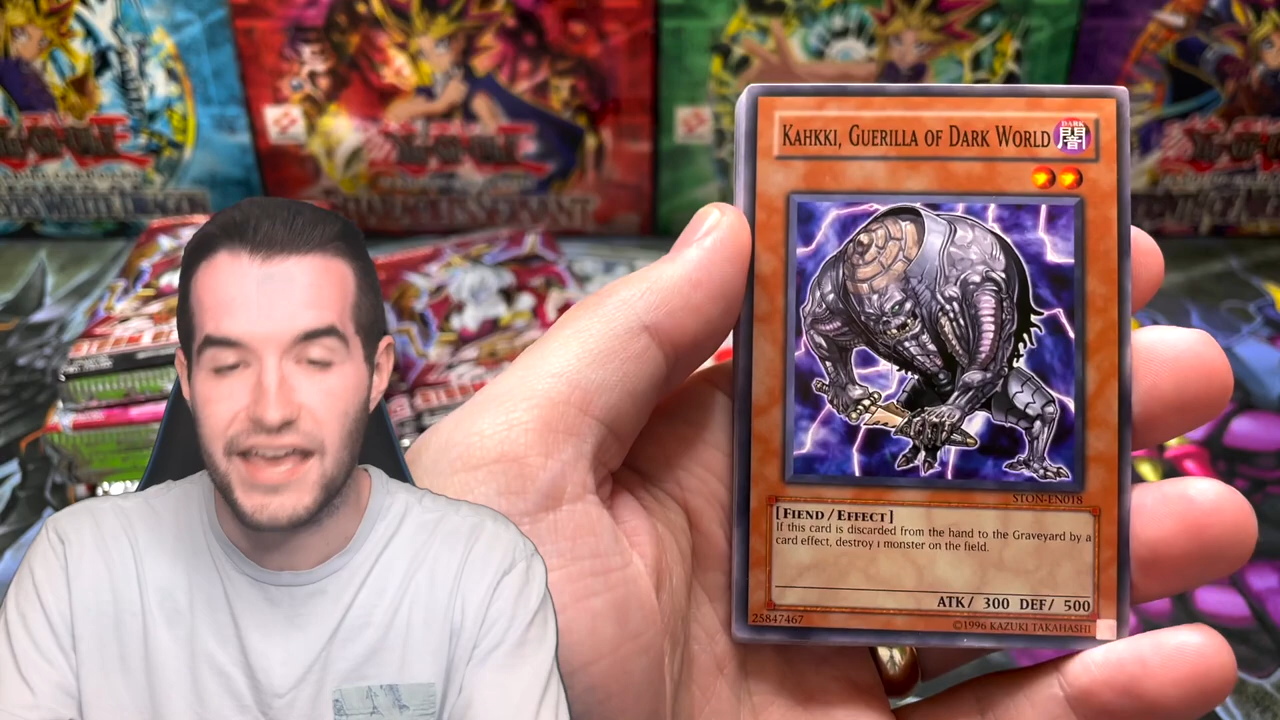 KAHKKI, GUERILLA OF DARK WORLD
DARK
闇
STON-EN018
[FIEND / EFFECT]
If this card is discarded from the hand to the Graveyard by a
card effect, destroy 1 monster on the field.
ATK/ 300 DEF/ 500
25847467
©1996 KAZUKI TAKAHASHI